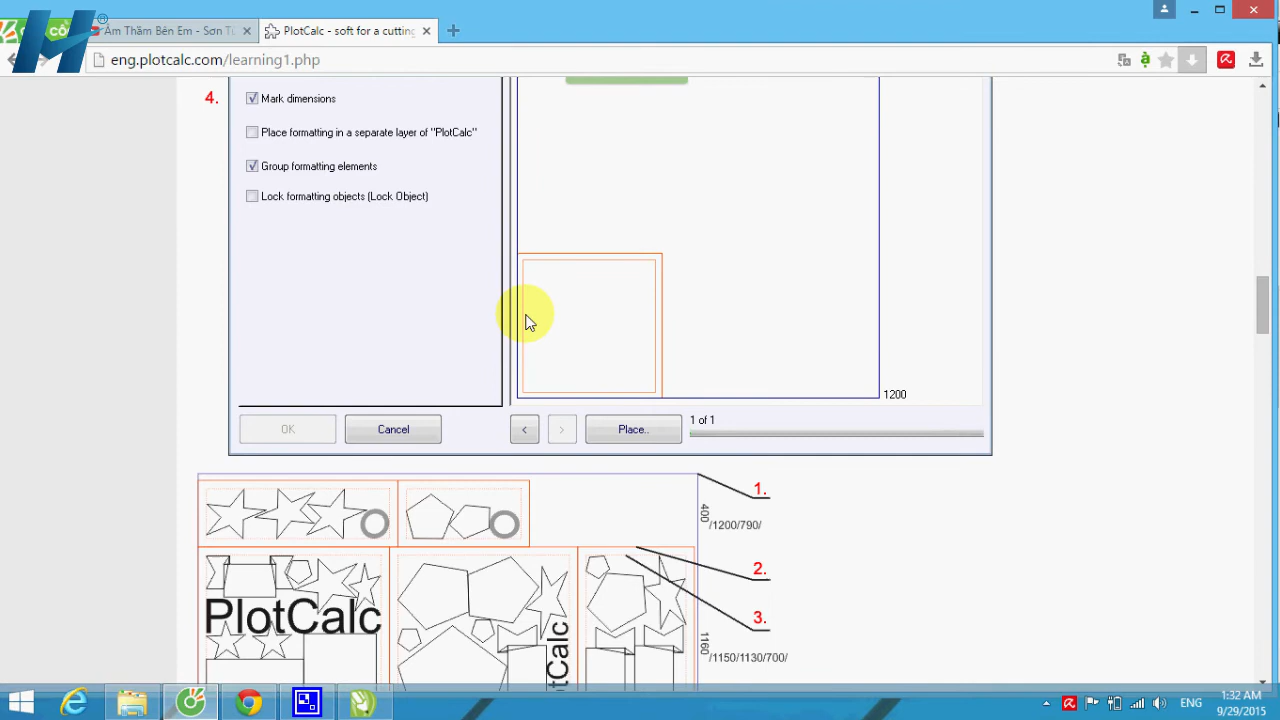 Âm Thầm Bên Em - Sơn Tù
PlotCalc - soft for a cutting
eng.plotcalc.com/learning1.php
4.
Mark dimensions
Place formatting in a separate layer of "PlotCalc"
Group formatting elements
Lock formatting objects (Lock Object)
1200
OK
Cancel
<
>
Place..
1 of 1
1.
400
/1200/790/
2.
PlotCalc
3.
1160
/1150/1130/700/
ENG
1:32 AM
9/29/2015